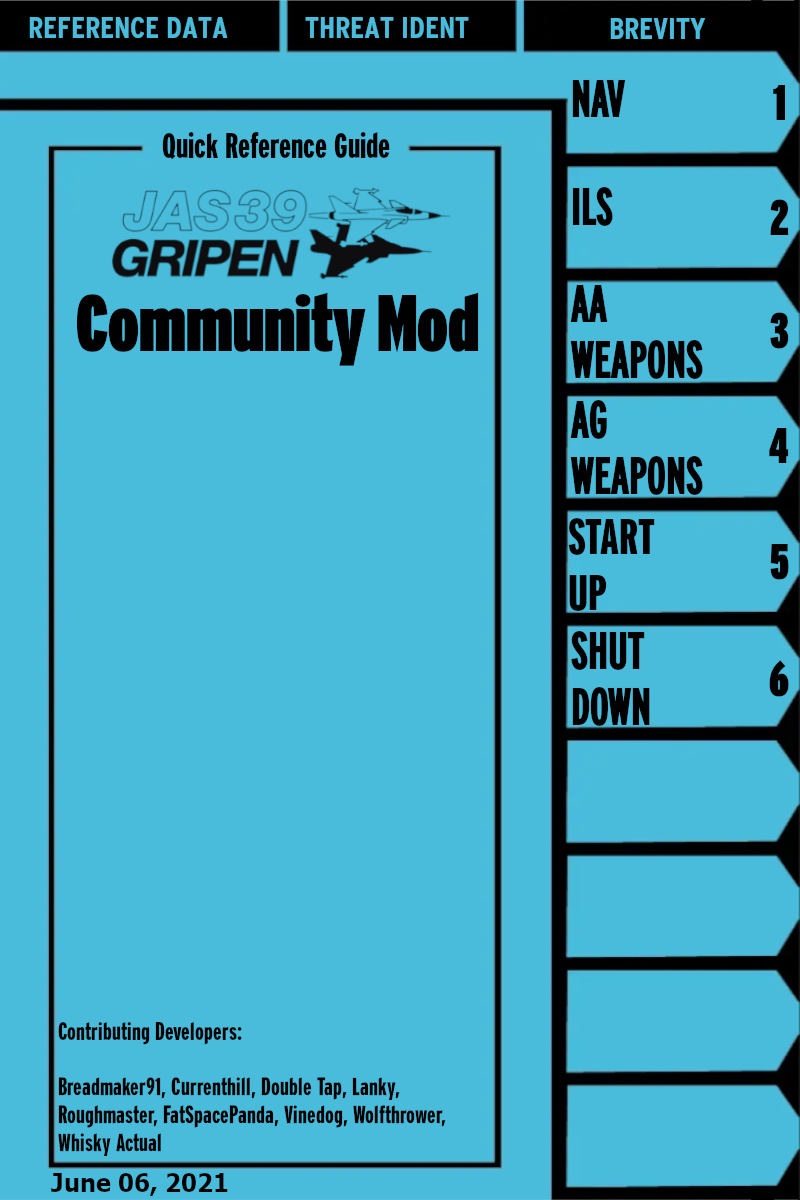 REFERENCE DATA
THREAT IDENT
BREVITY
Quick Reference Guide
JAS39
GRIPEN
Community Mod
NAV 1
ILS 2
AA
WEAPONS 3
AG
WEAPONS 4
START
UP 5
SHUT
DOWN 6
Contributing Developers:
Breadmaker91, Currenthill, Double Tap, Lanky,
Roughmaster, FatSpacePanda, Vinedog, Wolfthrower,
Whisky Actual
June 06, 2021